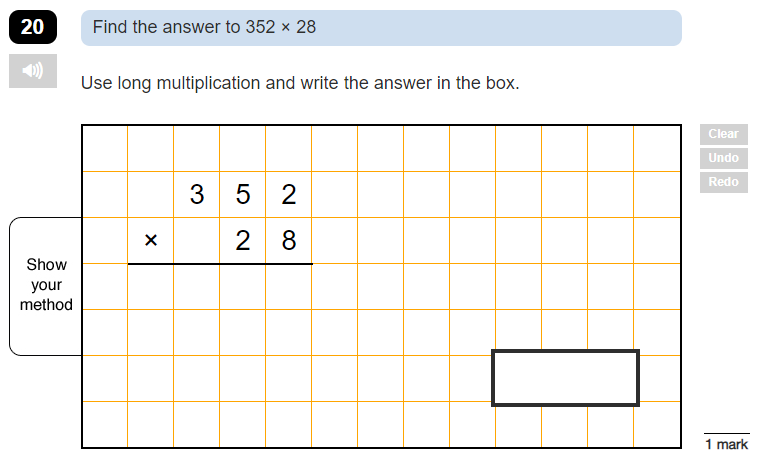 20
Find the answer to 352 × 28
Use long multiplication and write the answer in the box.
Clear
Undo
Redo
3 5 2
× 2 8
Show
your
method
1 mark